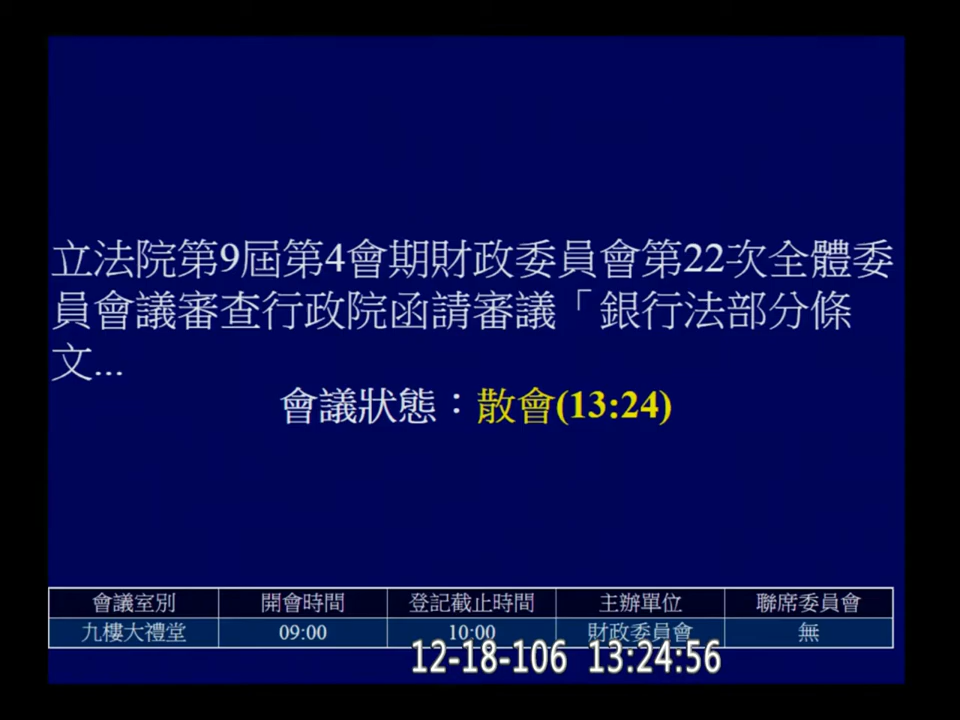 立法院第9屆第4會期財政委員會第22次全體委
員會議審查行政院函請審議「銀行法部分條
文...
會議狀態：散會(13:24)
會議室別 開會時間 登記截止時間 主辦單位 聯席委員會
九樓大禮堂 09:00 10:00 財政委員會 無
12-18-106 13:24:56